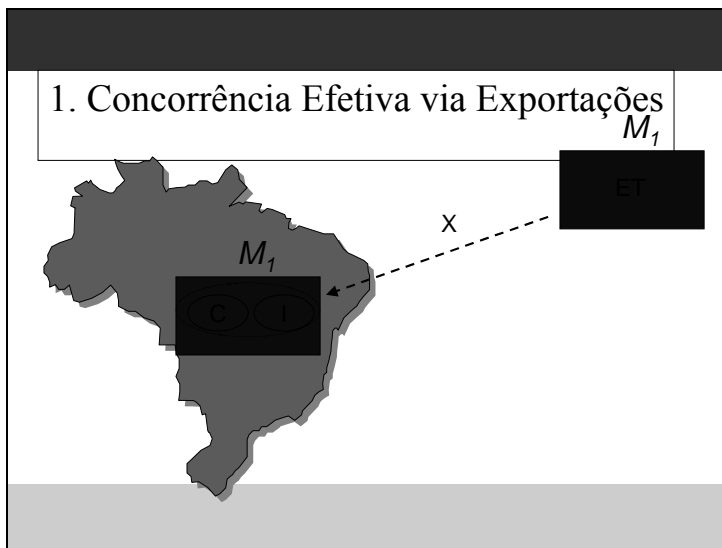 1. Concorrência Efetiva via Exportações
M₁
ET
X
M₁
C I